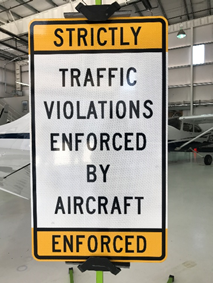 STRICTLY
TRAFFIC
VIOLATIONS
ENFORCED
BY
AIRCRAFT
ENFORCED